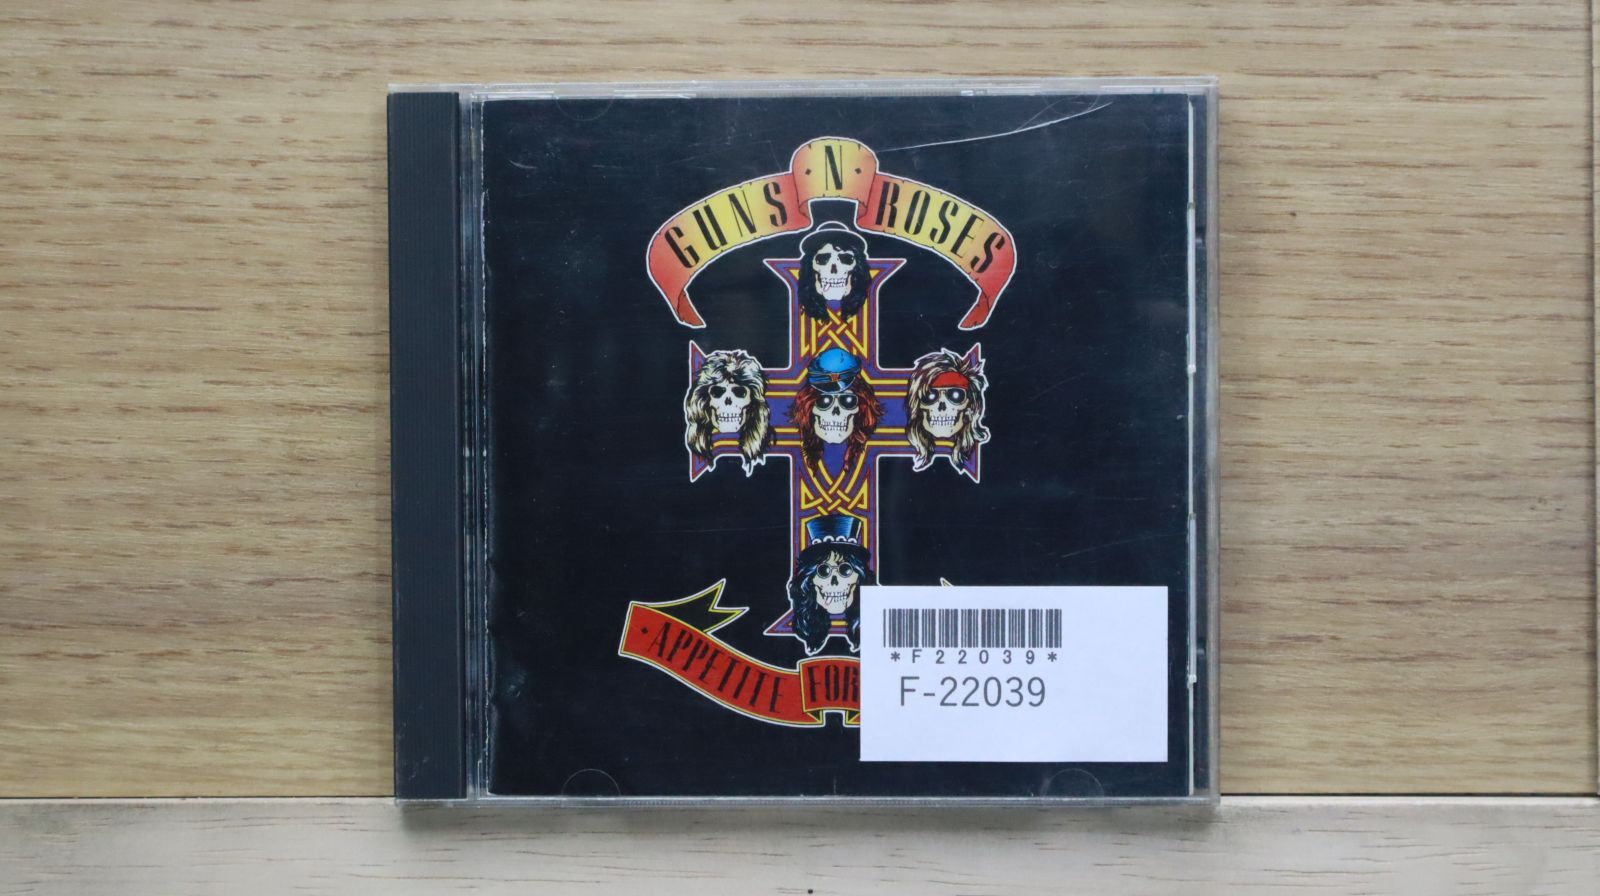 GUNS N' ROSES
APPETITE FOR
*F22039*
F-22039